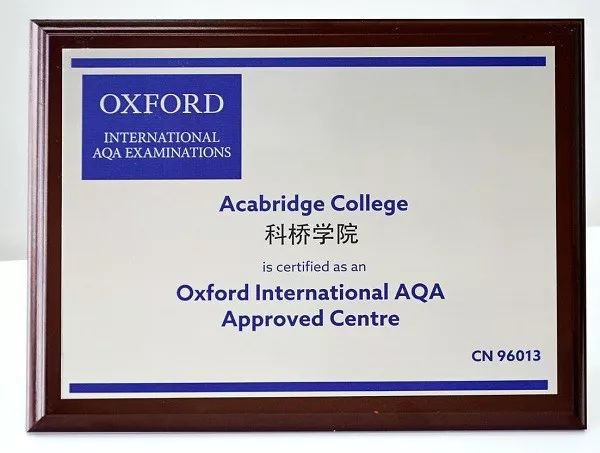 OXFORD
INTERNATIONAL
AQA EXAMINATIONS
Acabridge College
科桥学院
is certified as an
Oxford International AQA
Approved Centre
CN 96013